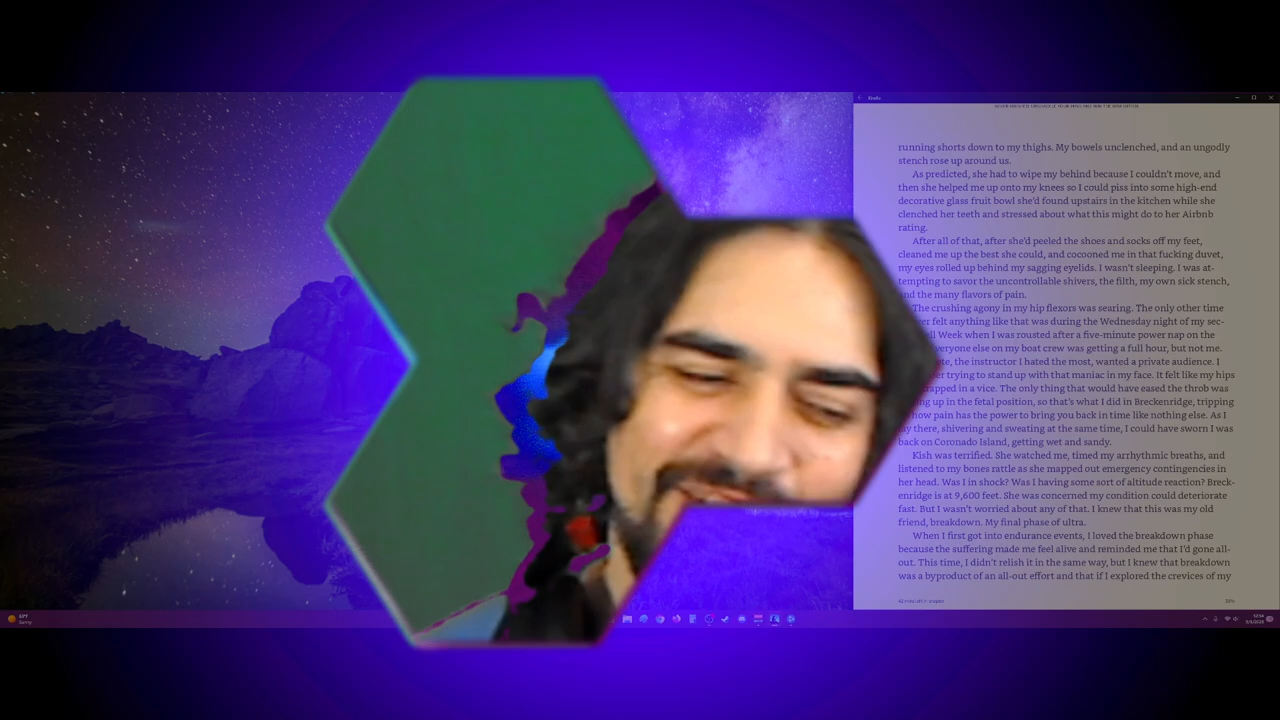 Kindle
running shorts down to my thighs. My bowels unclenched, and an ungodly
stench rose up around us.
As predicted, she had to wipe my behind because I couldn't move, and
then she helped me up onto my knees so I could piss into some high-end
decorative glass fruit bowl she'd found upstairs in the kitchen while she
clenched her teeth and stressed about what this might do to her Airbnb
rating.
After all of that, after she'd peeled the shoes and socks off my feet,
cleaned me up the best she could, and cocooned me in that fucking duvet,
my eyes rolled up behind my sagging eyelids. I wasn't sleeping. I was at-
tempting to savor the uncontrollable shivers, the filth, my own sick stench,
and the many flavors of pain.
The crushing agony in my hip flexors was searing. The only other time
felt anything like that was during the Wednesday night of my sec-
Week when I was rousted after a five-minute power nap on the
everyone else on my boat crew was getting a full hour, but not me.
the instructor I hated the most, wanted a private audience. I
trying to stand up with that maniac in my face. It felt like my hips
in a vice. The only thing that would have eased the throb was
up in the fetal position, so that's what I did in Breckenridge, tripping
how pain has the power to bring you back in time like nothing else. As I
lay there, shivering and sweating at the same time, I could have sworn I was
back on Coronado Island, getting wet and sandy.
Kish was terrified. She watched me, timed my arrhythmic breaths, and
listened to my bones rattle as she mapped out emergency contingencies in
her head. Was I in shock? Was I having some sort of altitude reaction? Breck-
enridge is at 9,600 feet. She was concerned my condition could deteriorate
fast. But I wasn't worried about any of that. I knew that this was my old
friend, breakdown. My final phase of ultra.
When I first got into endurance events, I loved the breakdown phase
because the suffering made me feel alive and reminded me that I'd gone all-
out. This time, I didn't relish it in the same way, but I knew that breakdown
was a byproduct of an all-out effort and that if I explored the crevices of my
Sunny